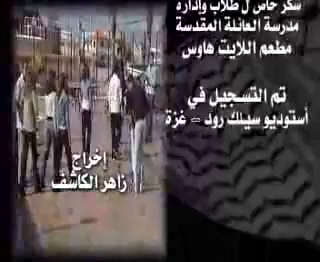 شكر خاص ل طلاب وإدارة
مدرسة العائلة المقدسة
مطعم اللايت هاوس
تم التسجيل في
أستوديو سيلك رود - غزة
إخراج
زاهر الكاشف